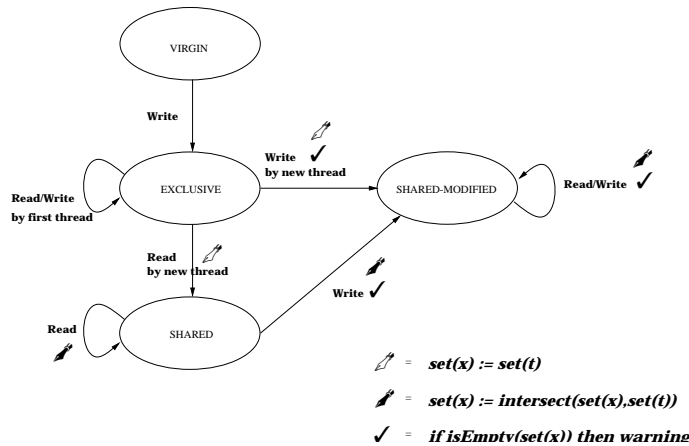 VIRGIN
Write
Write ✓
by new thread
EXCLUSIVE
SHARED-MODIFIED
Read/Write ✓
Read/Write
by first thread
Read
by new thread
Write ✓
Read
SHARED
= set(x) := set(t)
= set(x) := intersect(set(x),set(t))
✓ = if isEmpty(set(x)) then warning